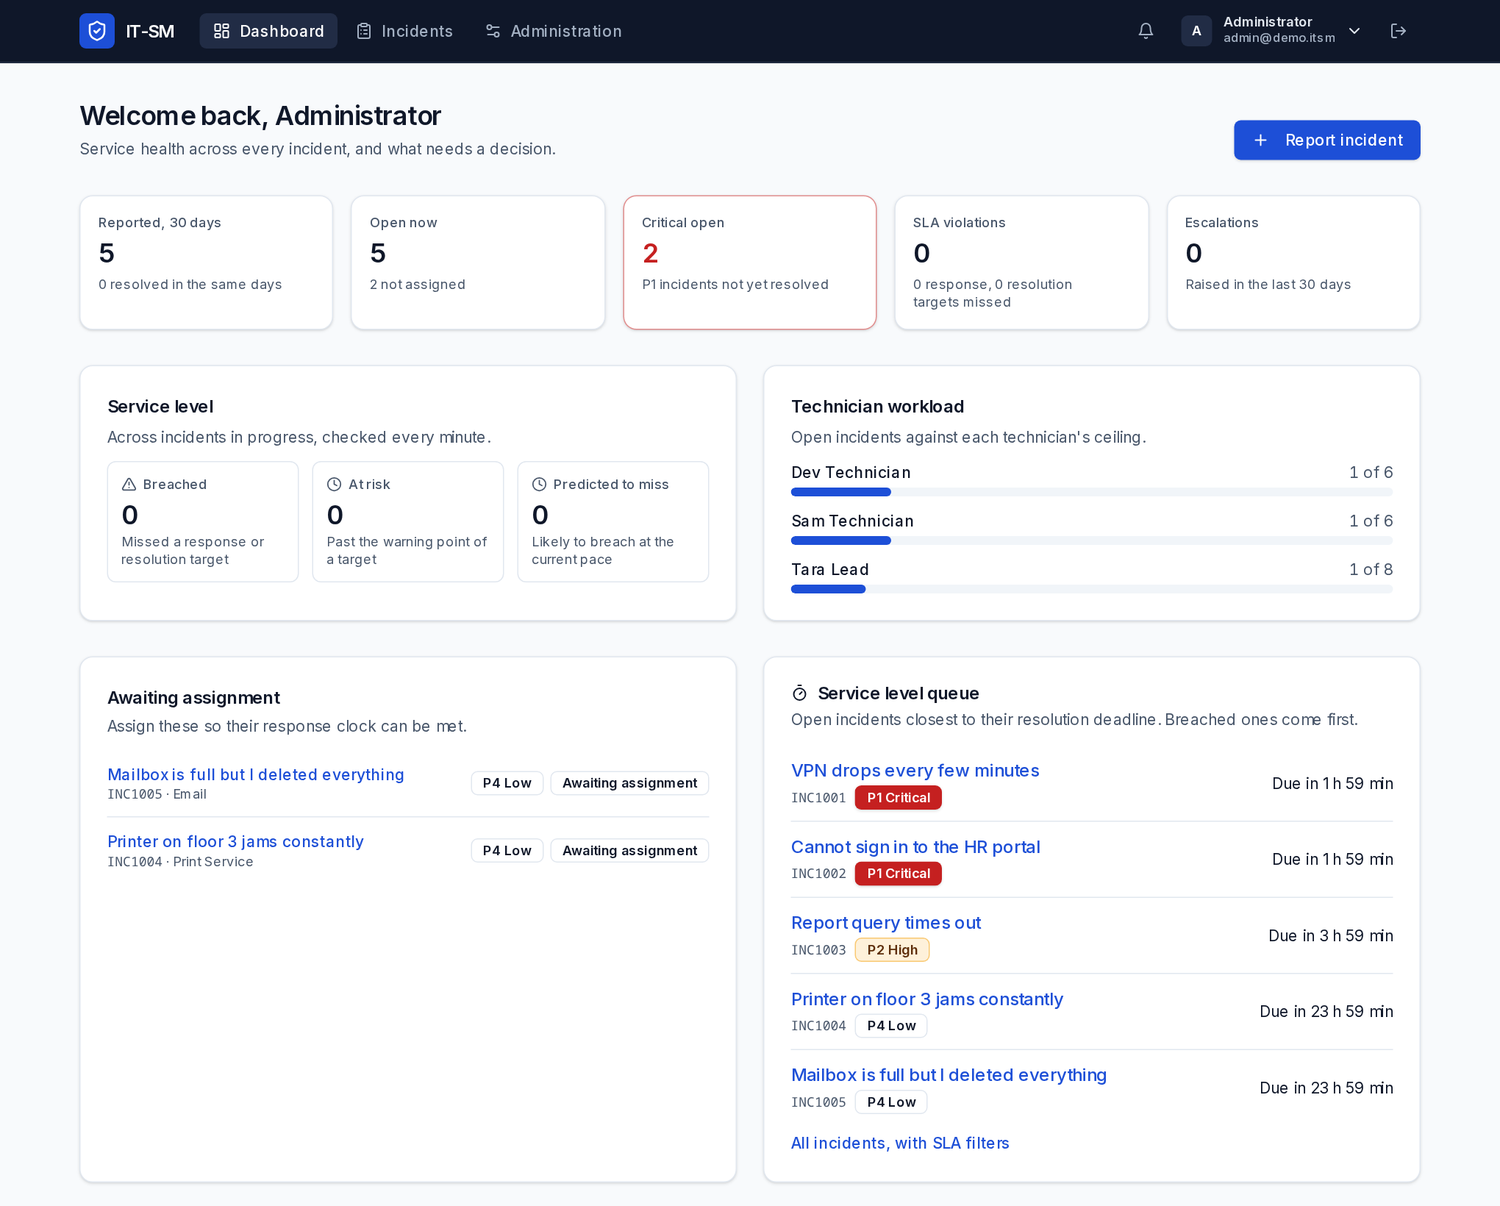 IT-SM
Dashboard
Incidents
Administration
A
Administrator
admin@demo.itsm
Welcome back, Administrator
Service health across every incident, and what needs a decision.
Report incident
Reported, 30 days
5
0 resolved in the same days
Open now
5
2 not assigned
Critical open
2
P1 incidents not yet resolved
SLA violations
0
0 response, 0 resolution
targets missed
Escalations
0
Raised in the last 30 days
Service level
Across incidents in progress, checked every minute.
Breached
0
Missed a response or
resolution target
At risk
0
Past the warning point of
a target
Predicted to miss
0
Likely to breach at the
current pace
Technician workload
Open incidents against each technician's ceiling.
Dev Technician 1 of 6
Sam Technician 1 of 6
Tara Lead 1 of 8
Awaiting assignment
Assign these so their response clock can be met.
Mailbox is full but I deleted everything
INC1005 · Email
P4 Low
Awaiting assignment
Printer on floor 3 jams constantly
INC1004 · Print Service
P4 Low
Awaiting assignment
Service level queue
Open incidents closest to their resolution deadline. Breached ones come first.
VPN drops every few minutes
INC1001 P1 Critical
Due in 1 h 59 min
Cannot sign in to the HR portal
INC1002 P1 Critical
Due in 1 h 59 min
Report query times out
INC1003 P2 High
Due in 3 h 59 min
Printer on floor 3 jams constantly
INC1004 P4 Low
Due in 23 h 59 min
Mailbox is full but I deleted everything
INC1005 P4 Low
Due in 23 h 59 min
All incidents, with SLA filters